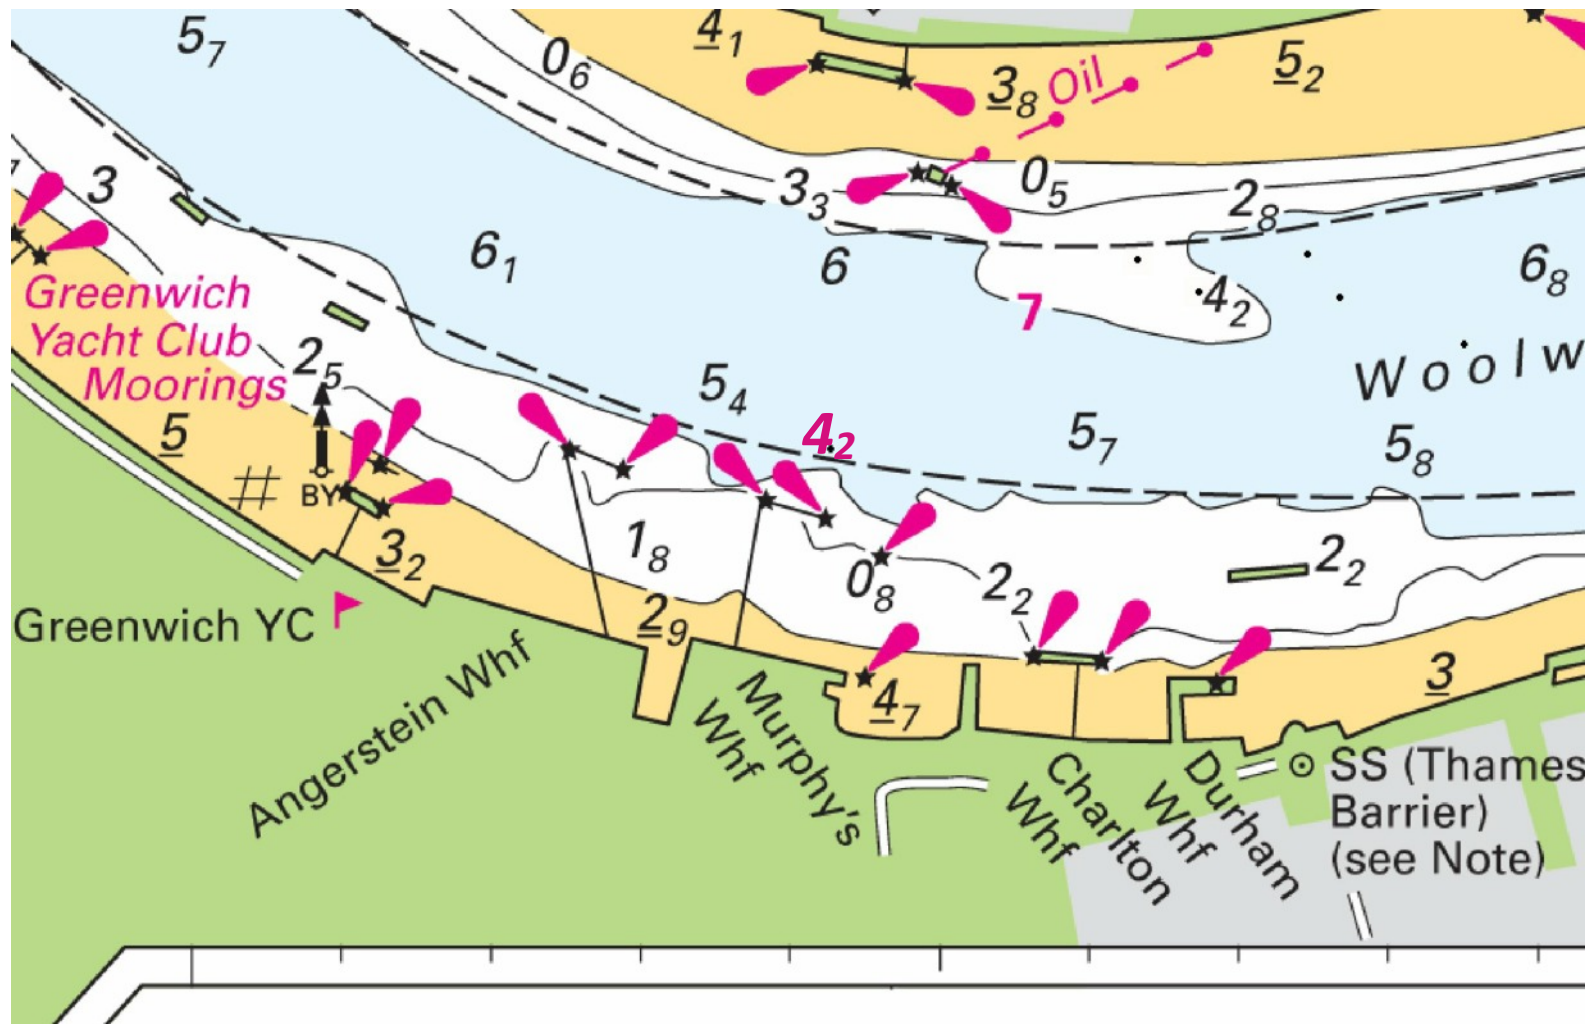 5₇
0₆
4₁
3₈
Oil
5₂
3
3₃
0₅
2₈
6₁
6
7
4₂
6₈
Greenwich
Yacht Club
Moorings
2₅
5₄
4₂
5₇
5₈
Woolw
5
BY
3₂
1₈
0₈
2₂
2₂
2₉
Greenwich YC
4₇
3
Angerstein Whf
Murphy's
Whf
Charlton
Whf
Durham
Whf
SS (Thames
Barrier)
(see Note)